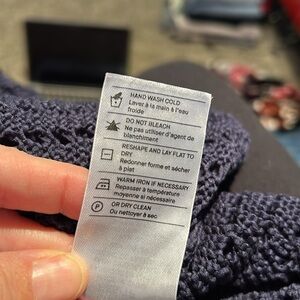 HAND WASH COLD
Laver à la main à l'eau
froide
DO NOT BLEACH
Ne pas utiliser d'agent de
blanchiment
RESHAPE AND LAY FLAT TO
DRY
Redonner forme et sécher
à plat
WARM IRON IF NECESSARY
Repasser à température
moyenne si nécessaire
P
OR DRY CLEAN
Ou nettoyer à sec